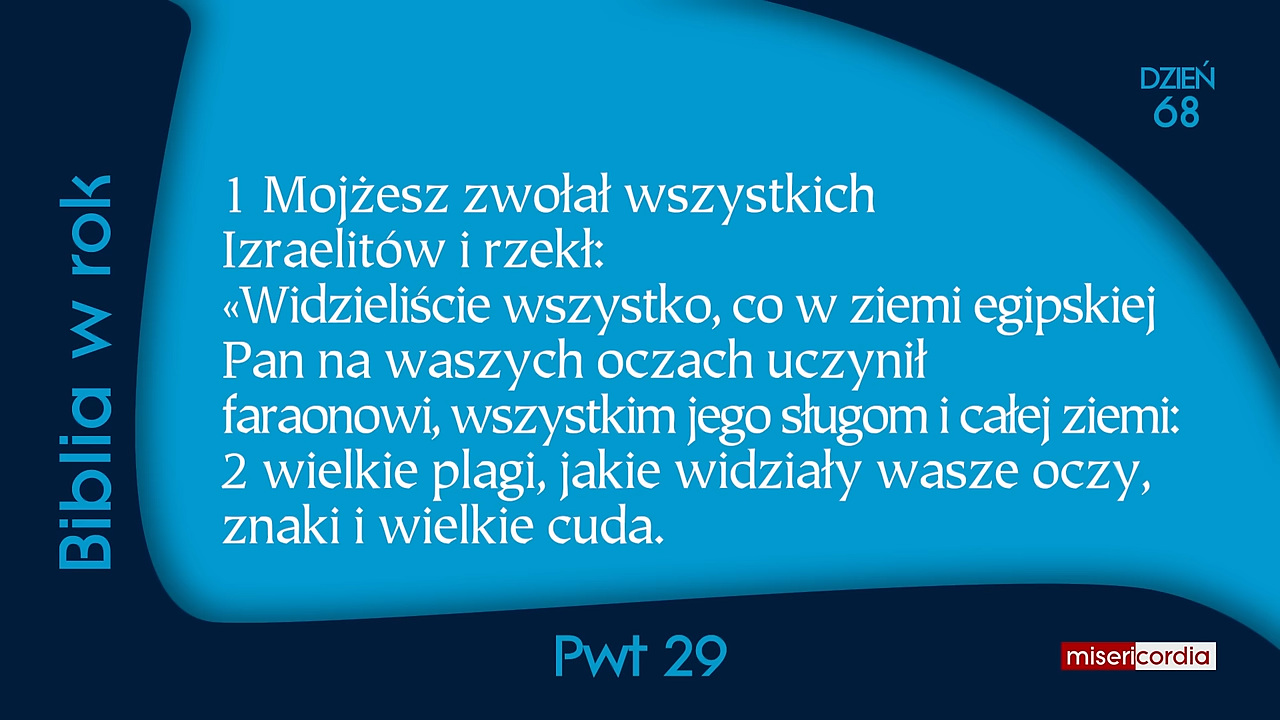 DZIEŃ
68
Biblia w rok
1 Mojżesz zwołał wszystkich
Izraelitów i rzekł:
«Widzieliście wszystko, co w ziemi egipskiej
Pan na waszych oczach uczynił
faraonowi, wszystkim jego sługom i całej ziemi:
2 wielkie plagi, jakie widziały wasze oczy,
znaki i wielkie cuda.
Pwt 29
misericordia